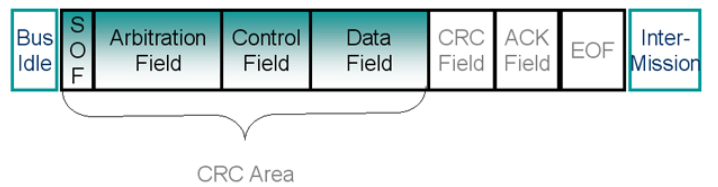 Bus
Idle
S
O
F
Arbitration
Field
Control
Field
Data
Field
CRC
Field
ACK
Field
EOF
Inter-
Mission
CRC Area